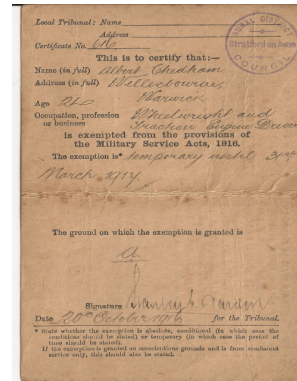 Local Tribunal: Name
Address
Certificate No. 616
RURAL DISTRICT
Stratford on Avon
COUNCIL
This is to certify that:—
Name (in full) Albert Chedham
Address (in full) Wellesbourne,
Warwick
Age 26
Occupation, profession or business
Wheelwright and
Traction Engine Driver
is exempted from the provisions of
the Military Service Acts, 1916.
The exemption is* temporary until 3
March 1917
The ground on which the exemption is granted is
a.
Signature
Date 20th October 1916 for the Tribunal.
* State whether the exemption is absolute, conditional (in which case the
conditions should be stated) or temporary (in which case the period of
time should be stated).
If the exemption is granted on conscientious grounds and is from combatant
service only, this should also be stated.